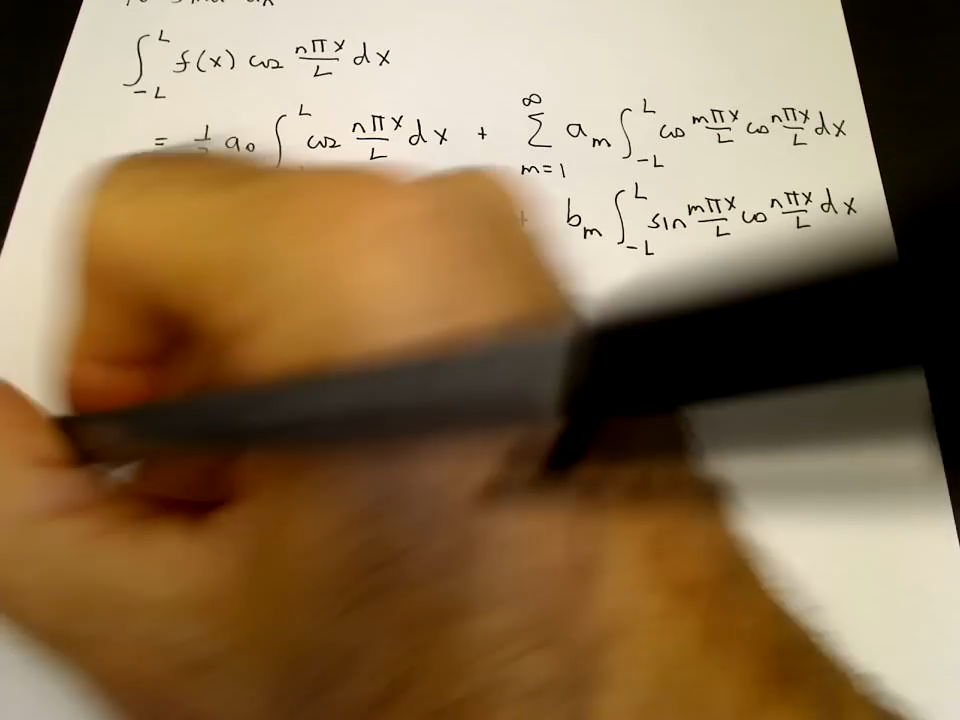 ∫_{-L}^{L} f(x) cos nπx/L dx
= 1/2 a₀ ∫ cos nπx/L dx + ∑_{m=1}^{∞} a_m ∫_{-L}^{L} cos mπx/L cos nπx/L dx
+ b_m ∫_{-L}^{L} sin mπx/L cos nπx/L dx